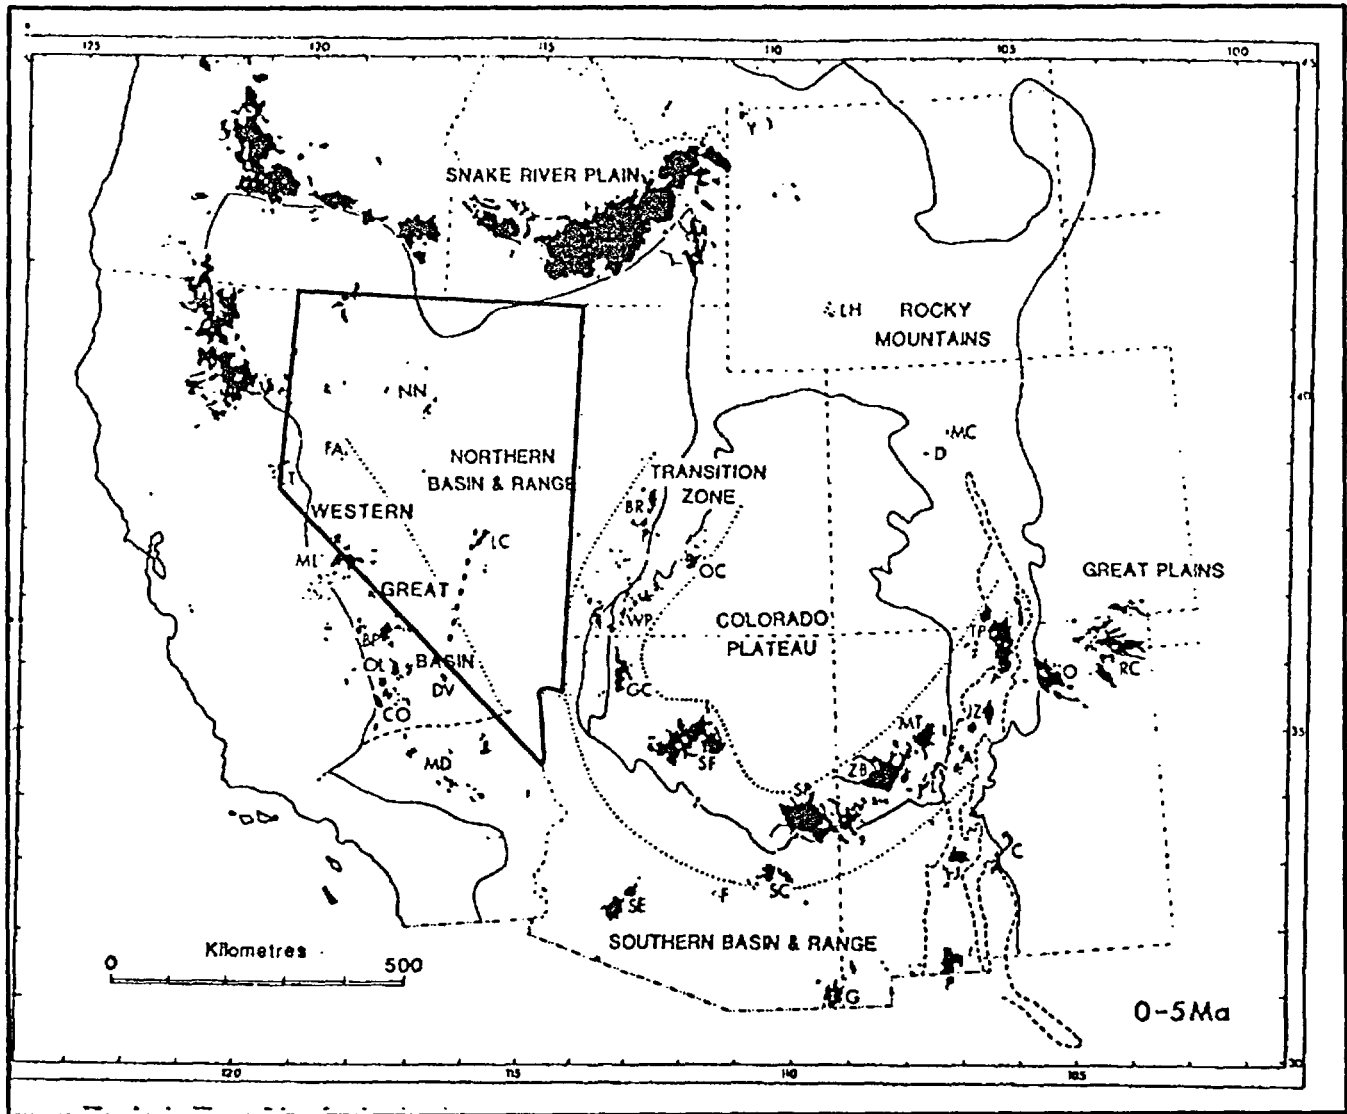 125 120 115 110 105 100
45
Y
SNAKE RIVER PLAIN
LH ROCKY
MOUNTAINS
NN
40
MC
D
FA
NORTHERN
BASIN & RANGE
TRANSITION
ZONE
T
WESTERN
BR
LC
ML
OC
GREAT PLAINS
GREAT
WP
COLORADO
PLATEAU
TP
BP
OL
BASIN
O
RC
DV
GC
CO
JZ
MT
35
SF
MD
ZB
A
SP
C
J
F
SC
SE
SOUTHERN BASIN & RANGE
Kilometres
0 500
P
G
0-5Ma
30
120 115 110 105